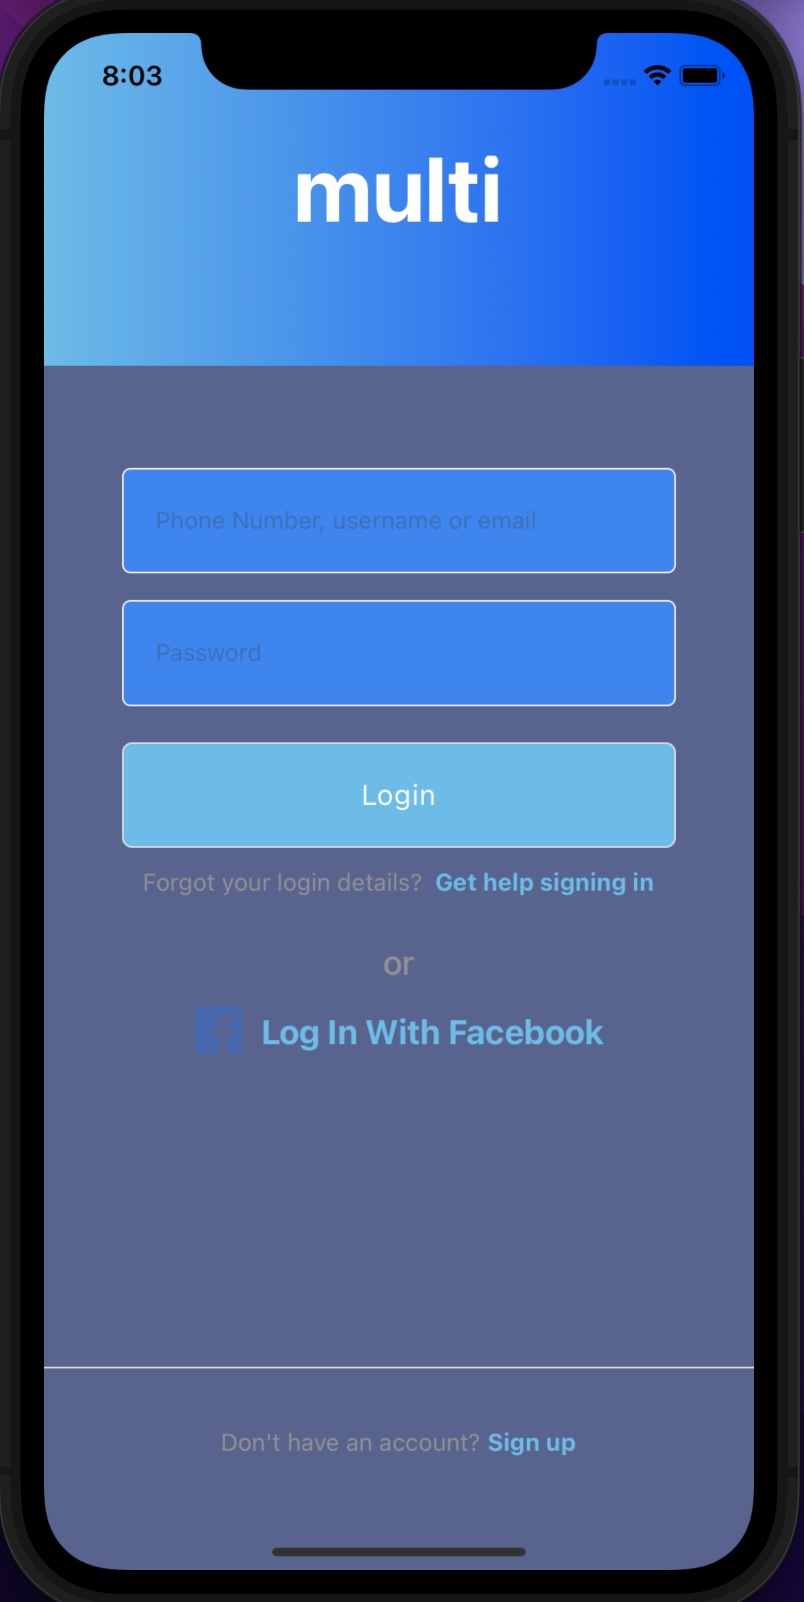 8:03
multi
Phone Number, username or email
Password
Login
Forgot your login details? Get help signing in
or
Log In With Facebook
Don't have an account? Sign up